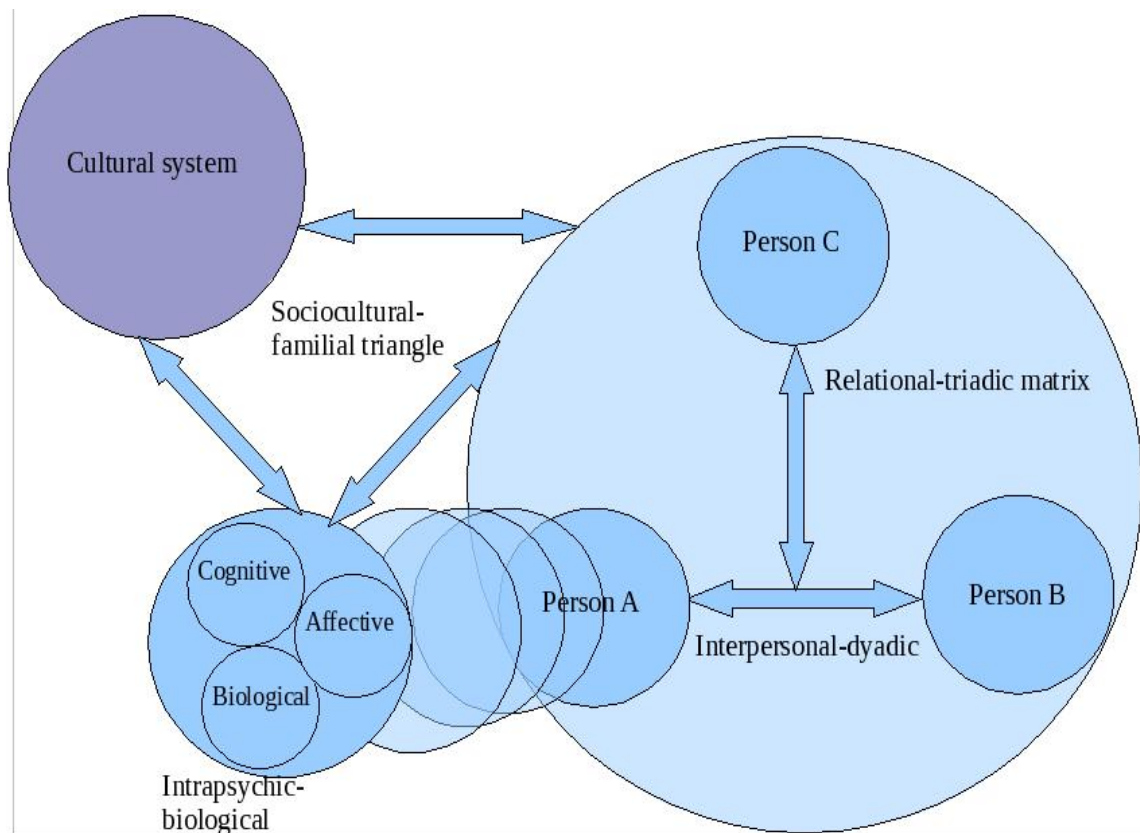 Cultural system
Person C
Sociocultural-
familial triangle
Relational-triadic matrix
Cognitive
Affective
Biological
Person A
Person B
Interpersonal-dyadic
Intrapsychic-
biological